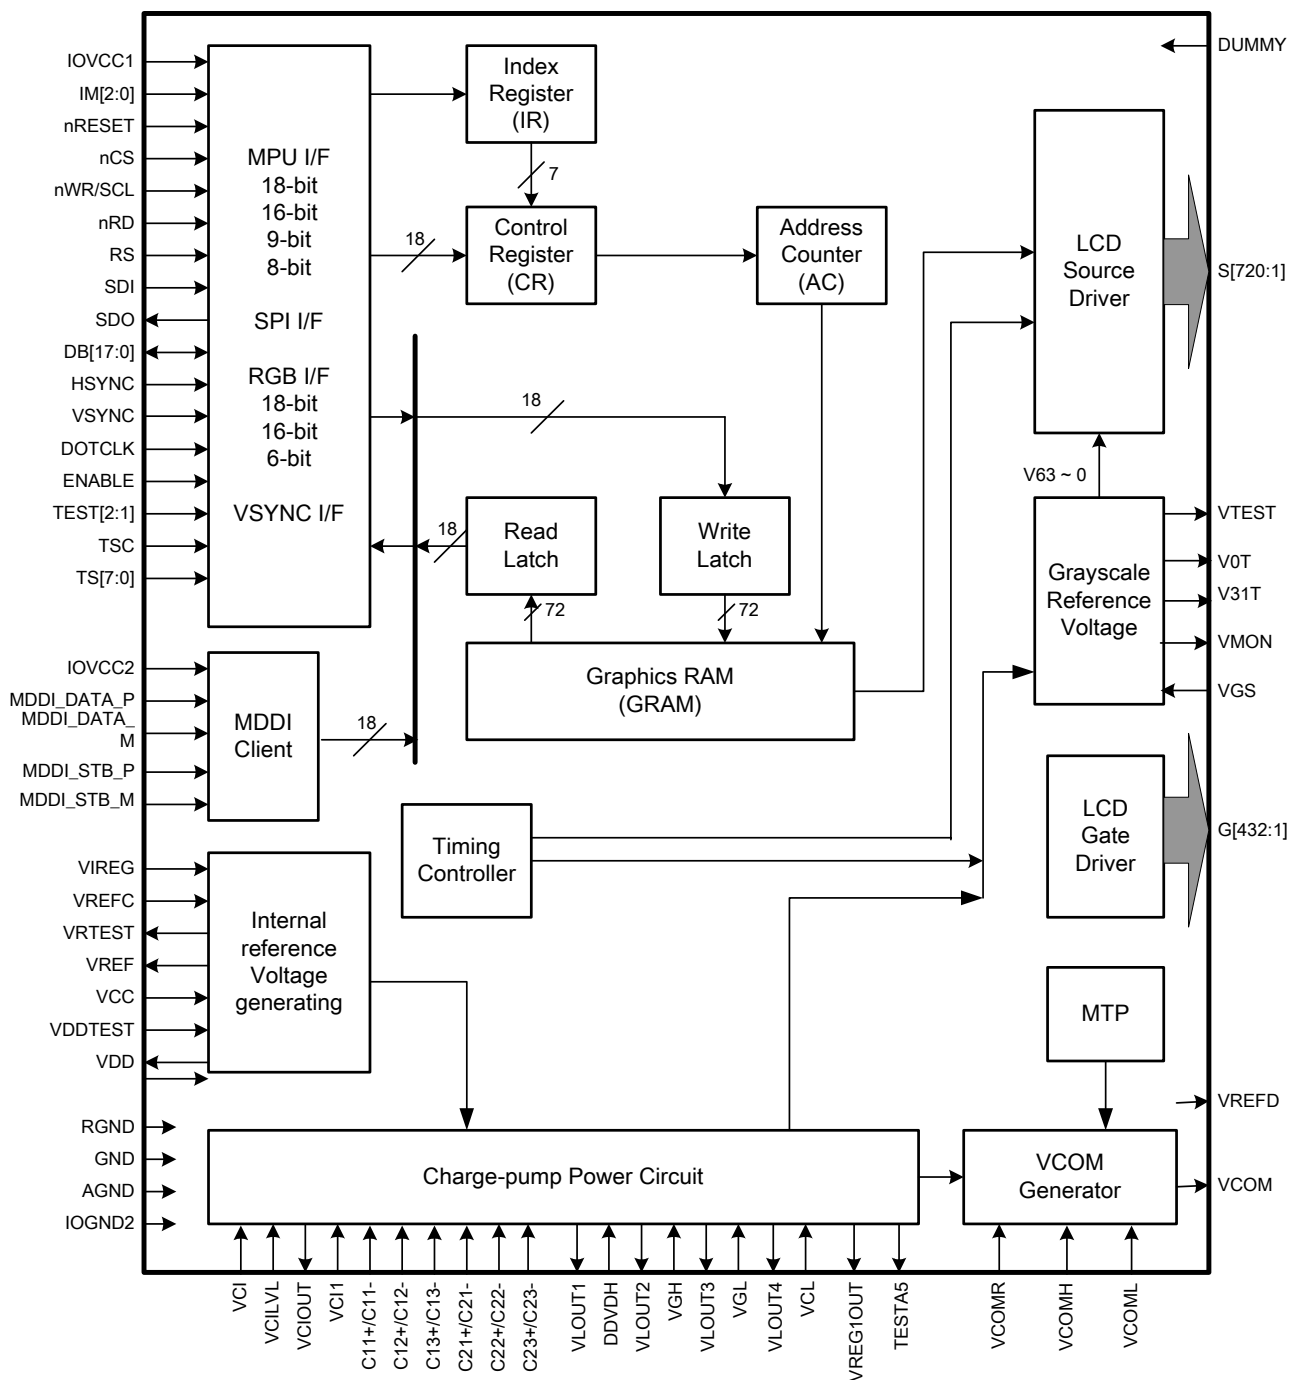 IOVCC1
IM[2:0]
nRESET
nCS
nWR/SCL
nRD
RS
SDI
SDO
DB[17:0]
HSYNC
VSYNC
DOTCLK
ENABLE
TEST[2:1]
TSC
TS[7:0]
MPU I/F
18-bit
16-bit
9-bit
8-bit
SPI I/F
RGB I/F
18-bit
16-bit
6-bit
VSYNC I/F
Index
Register
(IR)
7
18
Control
Register
(CR)
Address
Counter
(AC)
18
18
Read
Latch
Write
Latch
72
72
Graphics RAM
(GRAM)
LCD
Source
Driver
V63 ~ 0
Grayscale
Reference
Voltage
DUMMY
S[720:1]
VTEST
V0T
V31T
VMON
VGS
IOVCC2
MDDI_DATA_P
MDDI_DATA_
M
MDDI_STB_P
MDDI_STB_M
MDDI
Client
18
Timing
Controller
LCD
Gate
Driver
G[432:1]
VIREG
VREFC
VRTEST
VREF
VCC
VDDTEST
VDD
Internal
reference
Voltage
generating
MTP
RGND
GND
AGND
IOGND2
Charge-pump Power Circuit
VCOM
Generator
VREFD
VCOM
VCI
VCILVL
VCIOUT
VCI1
C11+/C11-
C12+/C12-
C13+/C13-
C21+/C21-
C22+/C22-
C23+/C23-
VLOUT1
DDVDH
VLOUT2
VGH
VLOUT3
VGL
VLOUT4
VCL
VREG1OUT
TESTA5
VCOMR
VCOMH
VCOML